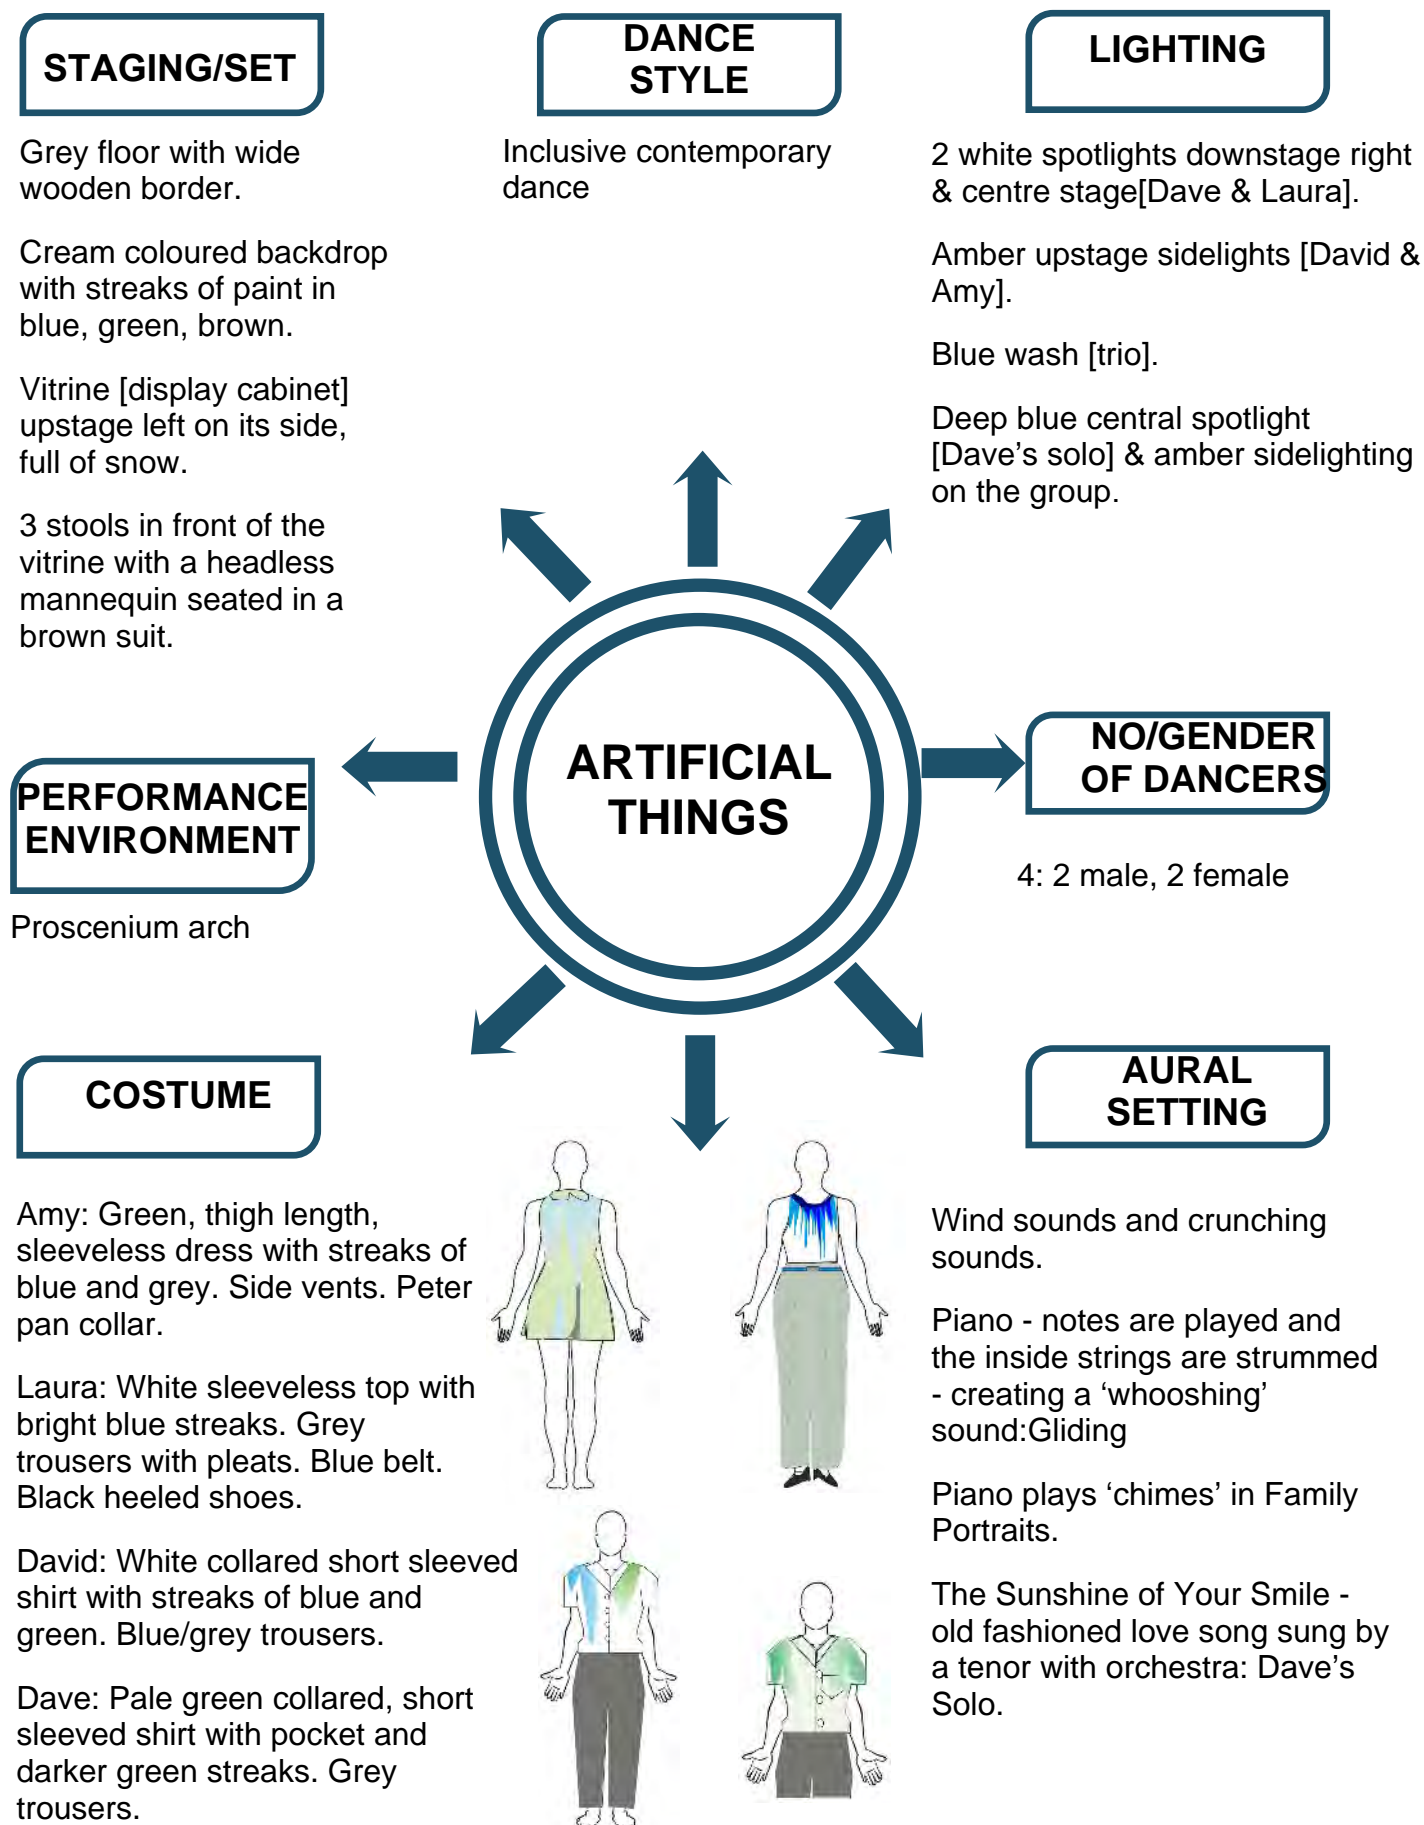 STAGING/SET
Grey floor with wide
wooden border.
Cream coloured backdrop
with streaks of paint in
blue, green, brown.
Vitrine [display cabinet]
upstage left on its side,
full of snow.
3 stools in front of the
vitrine with a headless
mannequin seated in a
brown suit.
DANCE
STYLE
Inclusive contemporary
dance
LIGHTING
2 white spotlights downstage right
& centre stage[Dave & Laura].
Amber upstage sidelights [David &
Amy].
Blue wash [trio].
Deep blue central spotlight
[Dave’s solo] & amber sidelighting
on the group.
PERFORMANCE
ENVIRONMENT
Proscenium arch
ARTIFICIAL
THINGS
NO/GENDER
OF DANCERS
4: 2 male, 2 female
COSTUME
Amy: Green, thigh length,
sleeveless dress with streaks of
blue and grey. Side vents. Peter
pan collar.
Laura: White sleeveless top with
bright blue streaks. Grey
trousers with pleats. Blue belt.
Black heeled shoes.
David: White collared short sleeved
shirt with streaks of blue and
green. Blue/grey trousers.
Dave: Pale green collared, short
sleeved shirt with pocket and
darker green streaks. Grey
trousers.
AURAL
SETTING
Wind sounds and crunching
sounds.
Piano - notes are played and
the inside strings are strummed
- creating a ‘whooshing’
sound:Gliding
Piano plays ‘chimes’ in Family
Portraits.
The Sunshine of Your Smile -
old fashioned love song sung by
a tenor with orchestra: Dave’s
Solo.